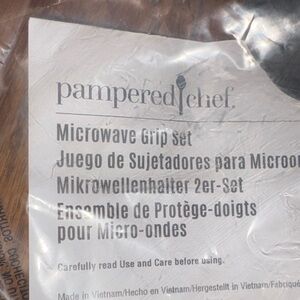 pampered chef
Microwave Grip Set
Juego de Sujetadores para Microon
Mikrowellenhalter 2er-Set
Ensemble de Protège-doigts
pour Micro-ondes
Carefully read Use and Care before using.
Made in Vietnam/Hecho en Vietnam/Hergestellt in Vietnam/Fabriqué